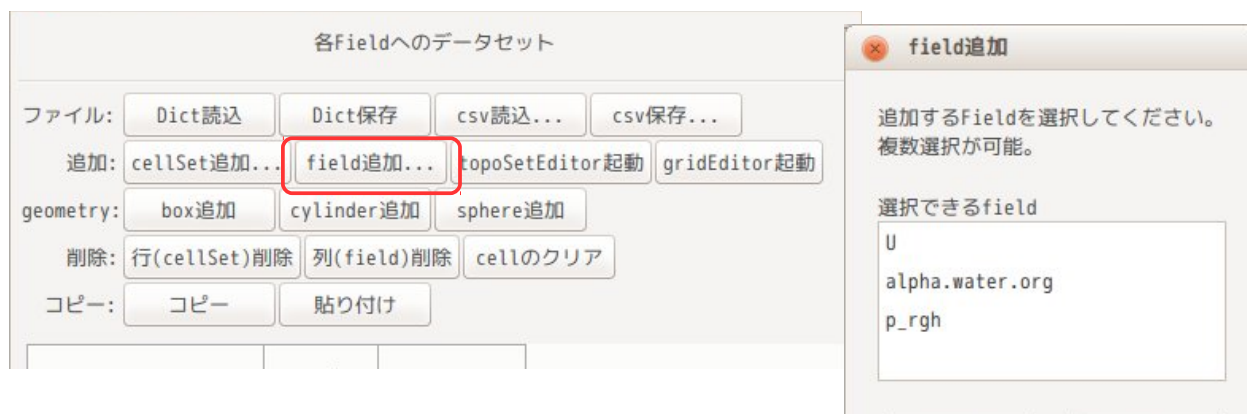 各Fieldへのデータセット
ファイル: Dict読込 Dict保存 csv読込... csv保存...
追加: cellSet追加... field追加... topoSetEditor起動 gridEditor起動
geometry: box追加 cylinder追加 sphere追加
削除: 行(cellSet)削除 列(field)削除 cellのクリア
コピー: コピー 貼り付け
field追加
追加するFieldを選択してください。
複数選択が可能。
選択できるfield
U
alpha.water.org
p_rgh